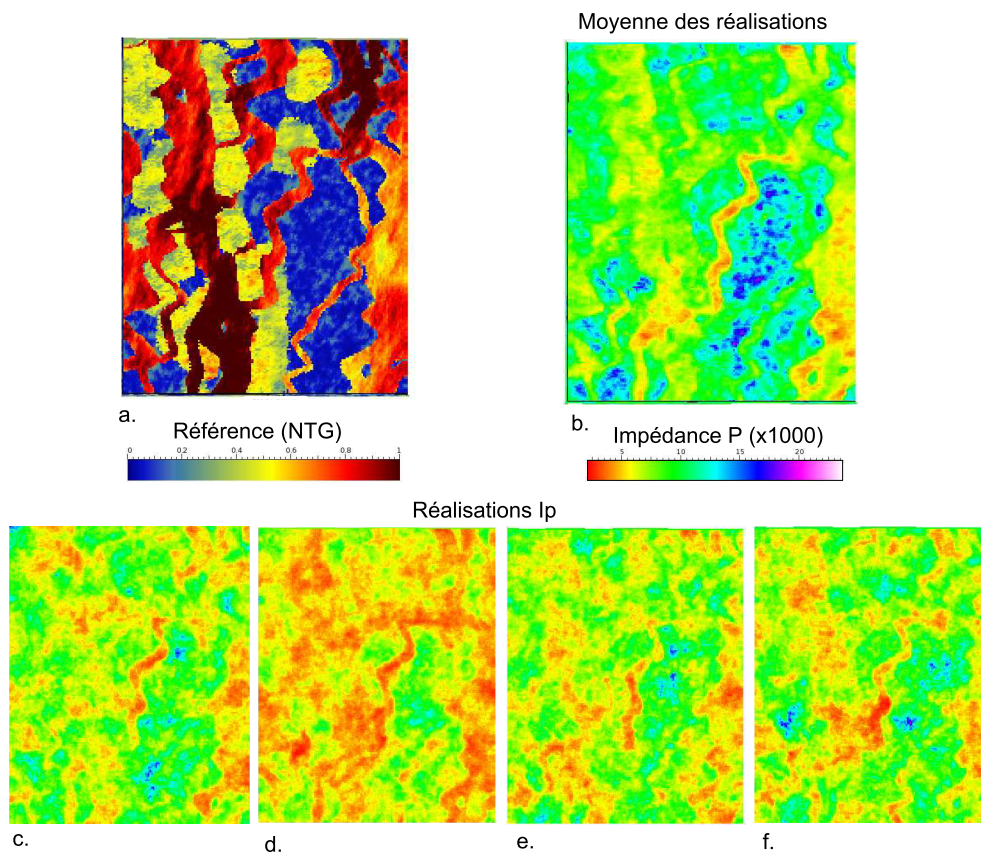 Moyenne des réalisations
a.
b.
Référence (NTG)
0 0.2 0.4 0.6 0.8 1
Impédance P (x1000)
5 10 15 20
Réalisations Ip
c.
d.
e.
f.